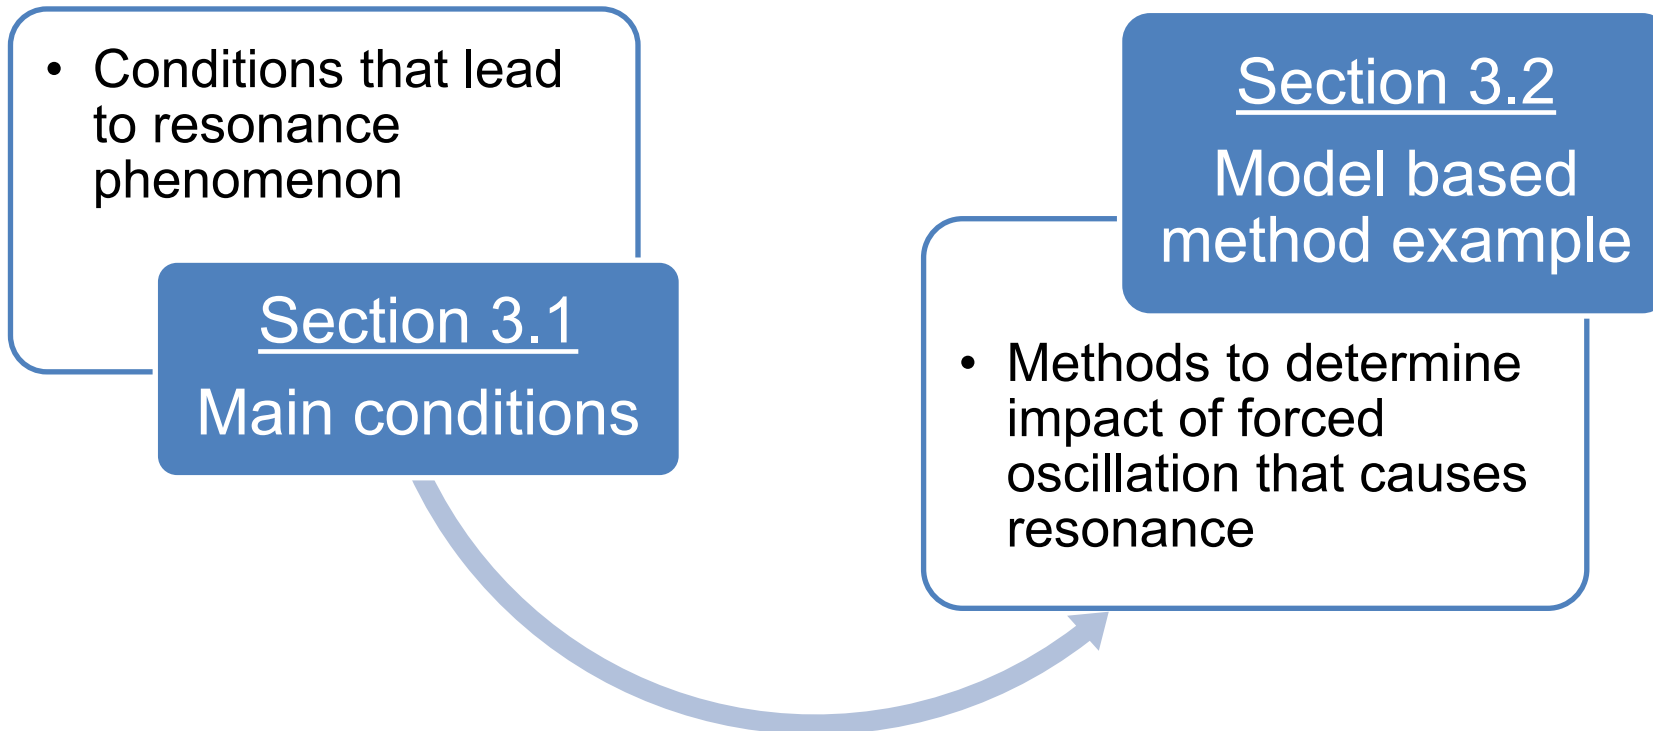 • Conditions that lead
to resonance
phenomenon
Section 3.1
Main conditions
Section 3.2
Model based
method example
• Methods to determine
impact of forced
oscillation that causes
resonance